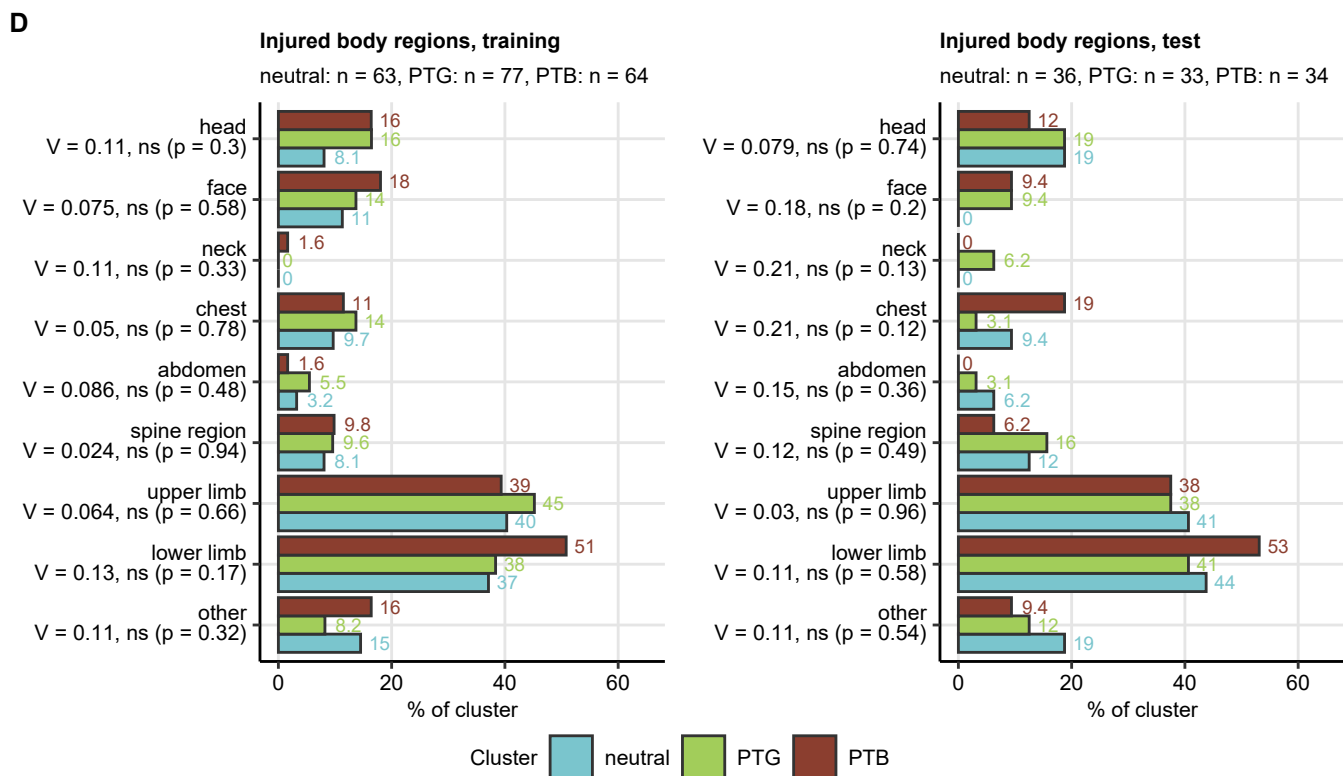 D
Injured body regions, training
neutral: n = 63, PTG: n = 77, PTB: n = 64
head
V = 0.11, ns (p = 0.3)
16
16
8.1
face
V = 0.075, ns (p = 0.58)
18
14
11
neck
V = 0.11, ns (p = 0.33)
1.6
0
0
chest
V = 0.05, ns (p = 0.78)
11
14
9.7
abdomen
V = 0.086, ns (p = 0.48)
1.6
5.5
3.2
spine region
V = 0.024, ns (p = 0.94)
9.8
9.6
8.1
upper limb
V = 0.064, ns (p = 0.66)
39
45
40
lower limb
V = 0.13, ns (p = 0.17)
51
38
37
other
V = 0.11, ns (p = 0.32)
16
8.2
15
0 20 40 60
% of cluster
Injured body regions, test
neutral: n = 36, PTG: n = 33, PTB: n = 34
head
V = 0.079, ns (p = 0.74)
12
19
19
face
V = 0.18, ns (p = 0.2)
9.4
9.4
0
neck
V = 0.21, ns (p = 0.13)
0
6.2
0
chest
V = 0.21, ns (p = 0.12)
19
3.1
9.4
abdomen
V = 0.15, ns (p = 0.36)
0
3.1
6.2
spine region
V = 0.12, ns (p = 0.49)
6.2
16
12
upper limb
V = 0.03, ns (p = 0.96)
38
38
41
lower limb
V = 0.11, ns (p = 0.58)
53
41
44
other
V = 0.11, ns (p = 0.54)
9.4
12
19
0 20 40 60
% of cluster
Cluster neutral PTG PTB